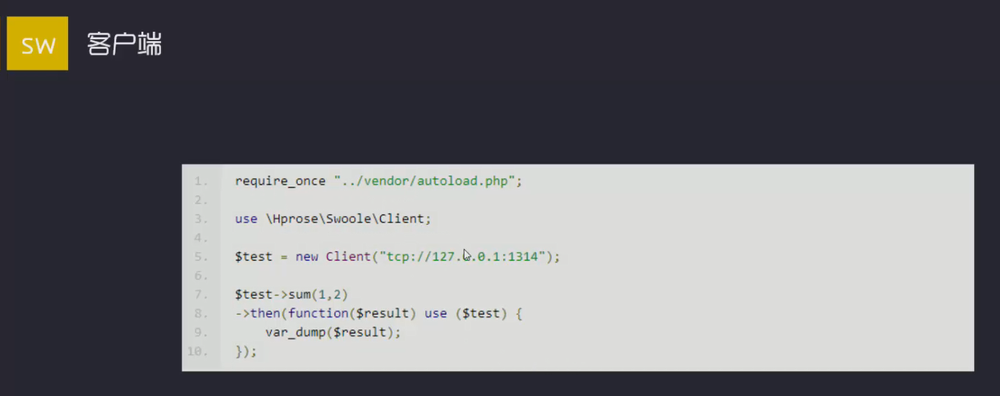 SW 客户端
1. require_once "../vendor/autoload.php";
2.
3. use \Hprose\Swoole\Client;
4.
5. $test = new Client("tcp://127.0.0.1:1314");
6.
7. $test->sum(1,2)
8. ->then(function($result) use ($test) {
9. var_dump($result);
10. });